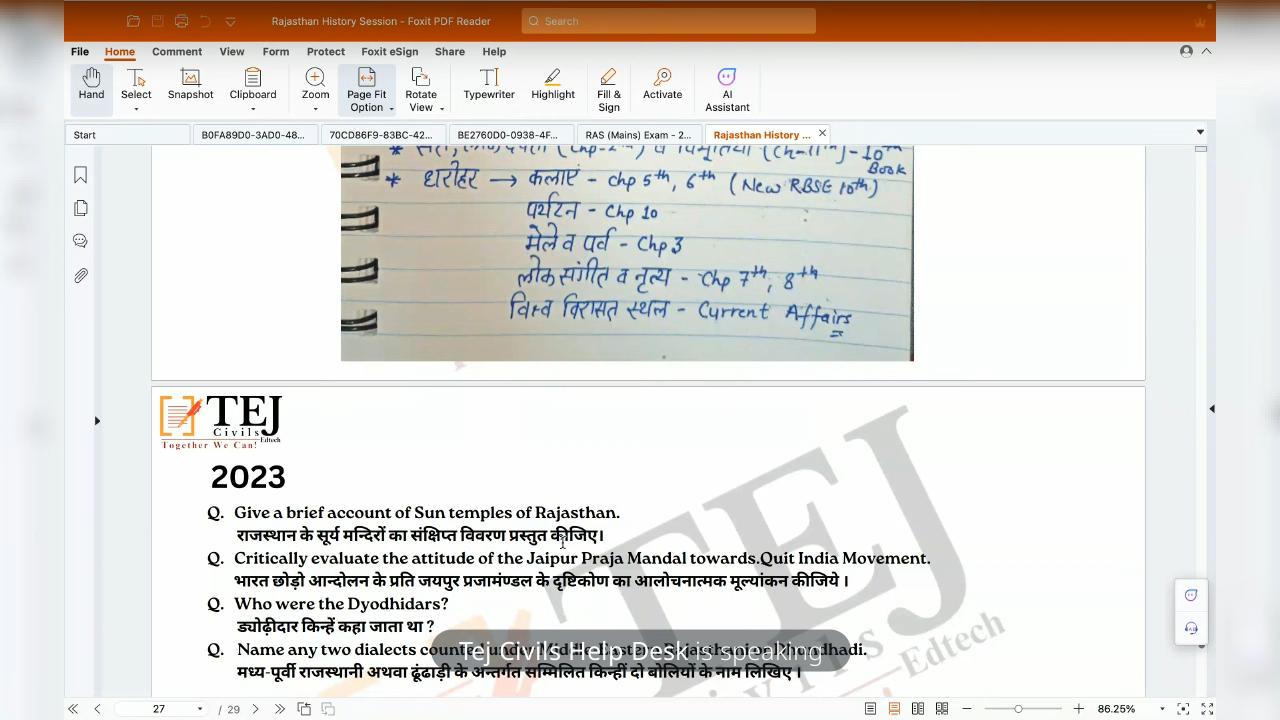 Rajasthan History Session - Foxit PDF Reader
Search
File Home Comment View Form Protect Foxit eSign Share Help
Hand Select Snapshot Clipboard Zoom Page Fit Option Rotate View Typewriter Highlight Fill & Sign Activate AI Assistant
Start B0FA89D0-3AD0-48... 70CD86F9-83BC-42... BE2760D0-0938-4F... RAS (Mains) Exam - 2... Rajasthan History ...
Book
* धरोहर → कलाएं - Chp 5th, 6th (New RBSE 10th)
पर्यटन - Chp 10
मेले व पर्व - Chp 3
लोक संगीत व नृत्य - Chp 7th, 8th
विश्व विरासत स्थल - Current Affairs
TEJ
Civils
Edtech
Together We Can!
2023
Q. Give a brief account of Sun temples of Rajasthan.
राजस्थान के सूर्य मन्दिरों का संक्षिप्त विवरण प्रस्तुत कीजिए।
Q. Critically evaluate the attitude of the Jaipur Praja Mandal towards.Quit India Movement.
भारत छोड़ो आन्दोलन के प्रति जयपुर प्रजामंण्डल के दृष्टिकोण का आलोचनात्मक मूल्यांकन कीजिये ।
Q. Who were the Dyodhidars?
ड्योढ़ीदार किन्हें कहा जाता था ?
Q. Name any two dialects
मध्य-पूर्वी राजस्थानी अथवा ढूंढाड़ी के अन्तर्गत सम्मिलित किन्हीं दो बोलियों के नाम लिखिए ।
Tej Civils Help Desk is speaking
TEJ
Edtech
27 / 29
86.25%